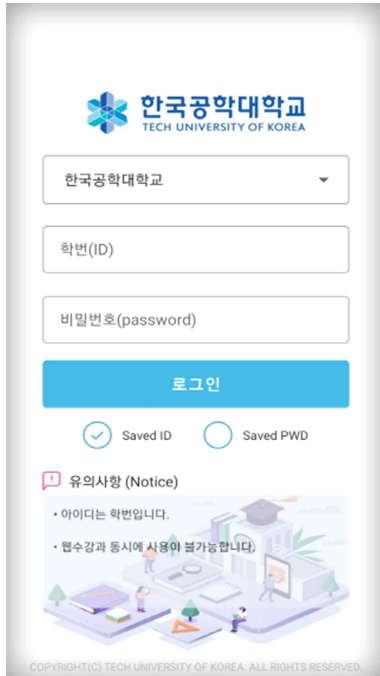 한국공학대학교
TECH UNIVERSITY OF KOREA
한국공학대학교
학번(ID)
비밀번호(password)
로그인
Saved ID
Saved PWD
유의사항 (Notice)
• 아이디는 학번입니다.
• 웹수강과 동시에 사용이 불가능합니다.
COPYRIGHT(C) TECH UNIVERSITY OF KOREA. ALL RIGHTS RESERVED.